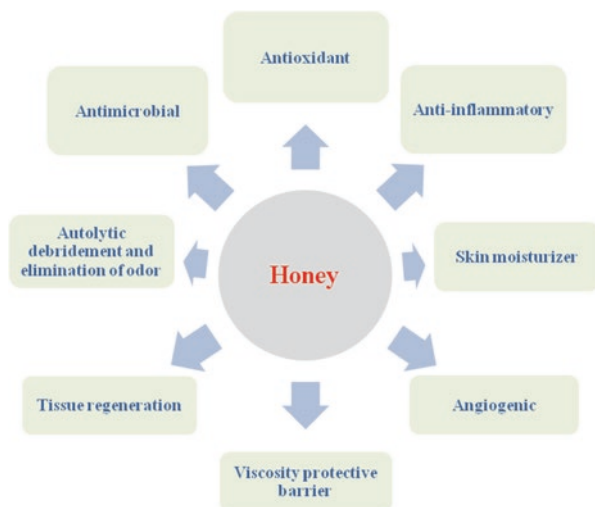 Antioxidant
Antimicrobial
Anti-inflammatory
Autolytic
debridement and
elimination of odor
Honey
Skin moisturizer
Tissue regeneration
Angiogenic
Viscosity protective
barrier